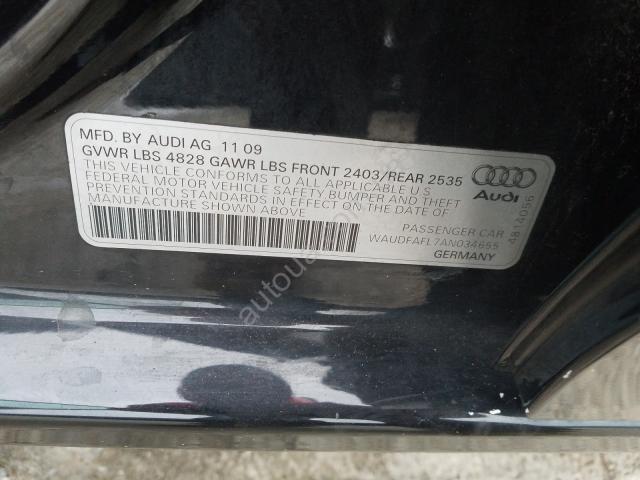 MFD. BY AUDI AG 11 09
GVWR LBS 4828 GAWR LBS FRONT 2403/REAR 2535
THIS VEHICLE CONFORMS TO ALL APPLICABLE U S
FEDERAL MOTOR VEHICLE SAFETY, BUMPER AND THEFT
PREVENTION STANDARDS IN EFFECT ON THE DATE OF
MANUFACTURE SHOWN ABOVE
PASSENGER CAR
WAUDFAFL7AN034655
GERMANY
Audi
4814056